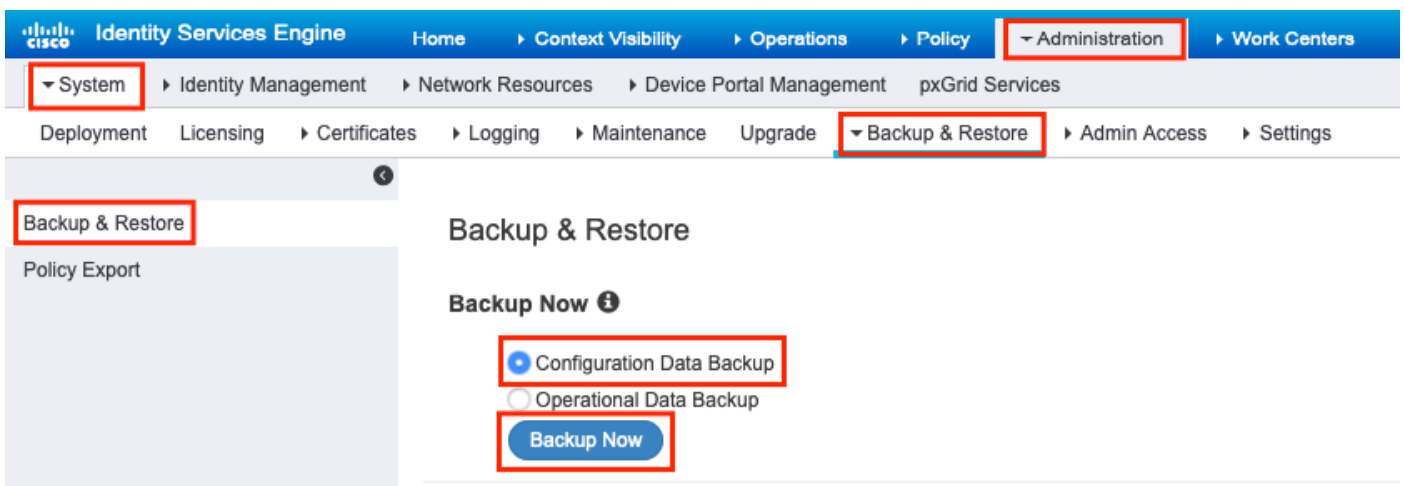 cisco Identity Services Engine Home Context Visibility Operations Policy Administration Work Centers
System Identity Management Network Resources Device Portal Management pxGrid Services
Deployment Licensing Certificates Logging Maintenance Upgrade Backup & Restore Admin Access Settings
Backup & Restore
Policy Export
Backup & Restore
Backup Now
Configuration Data Backup
Operational Data Backup
Backup Now